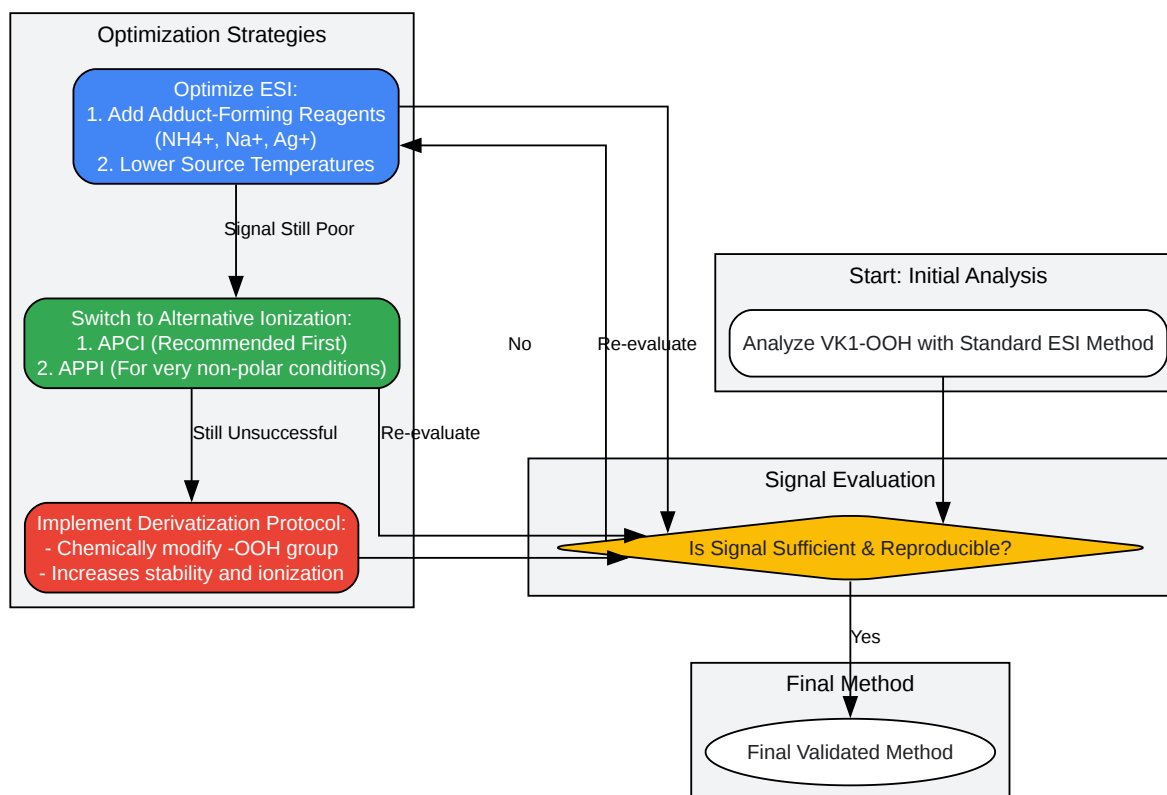 Optimization Strategies
Optimize ESI:
1. Add Adduct-Forming Reagents
(NH4+, Na+, Ag+)
2. Lower Source Temperatures
Signal Still Poor
Switch to Alternative Ionization:
1. APCI (Recommended First)
2. APPI (For very non-polar conditions)
Still Unsuccessful
Re-evaluate
Implement Derivatization Protocol:
- Chemically modify -OOH group
- Increases stability and ionization
No
Re-evaluate
Start: Initial Analysis
Analyze VK1-OOH with Standard ESI Method
Signal Evaluation
Is Signal Sufficient & Reproducible?
Yes
Final Method
Final Validated Method